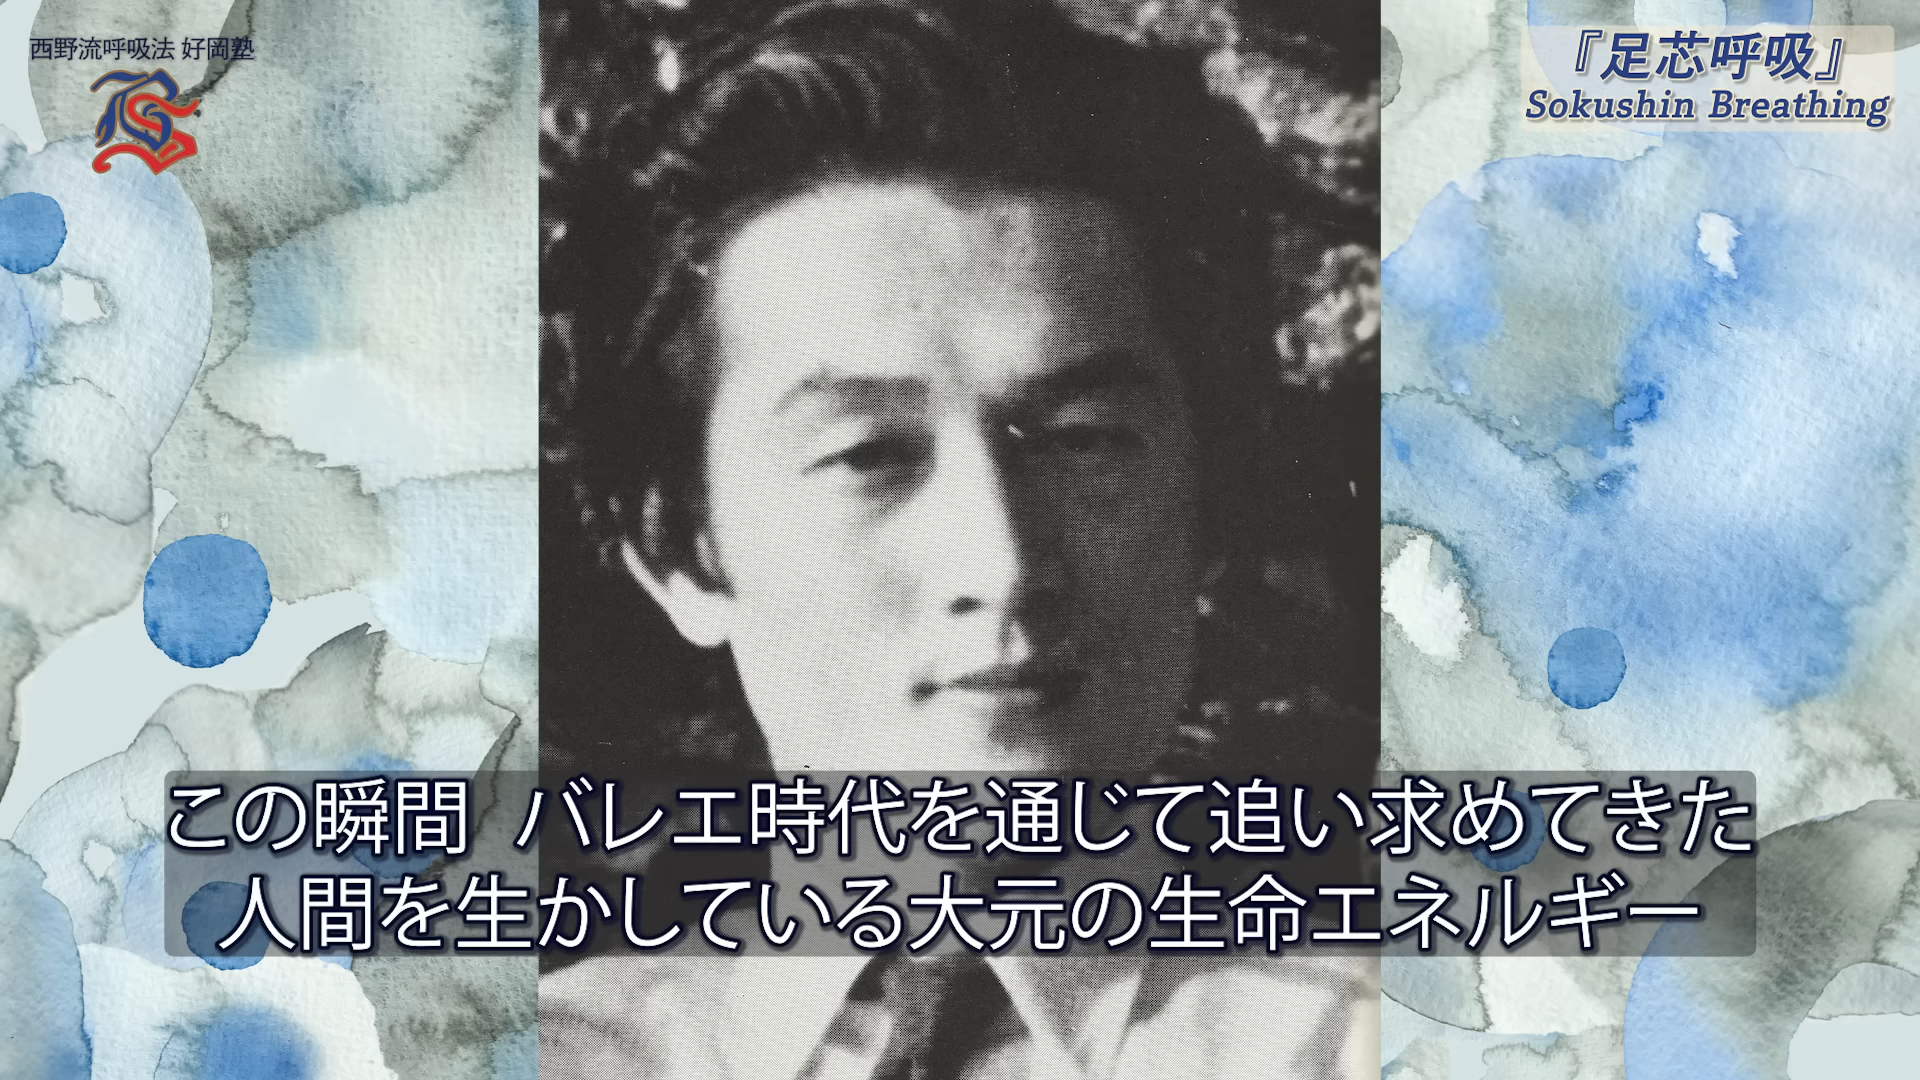 西野流呼吸法 好岡塾
『足芯呼吸』
Sokushin Breathing
この瞬間 バレエ時代を通じて追い求めてきた
人間を生かしている大元の生命エネルギー